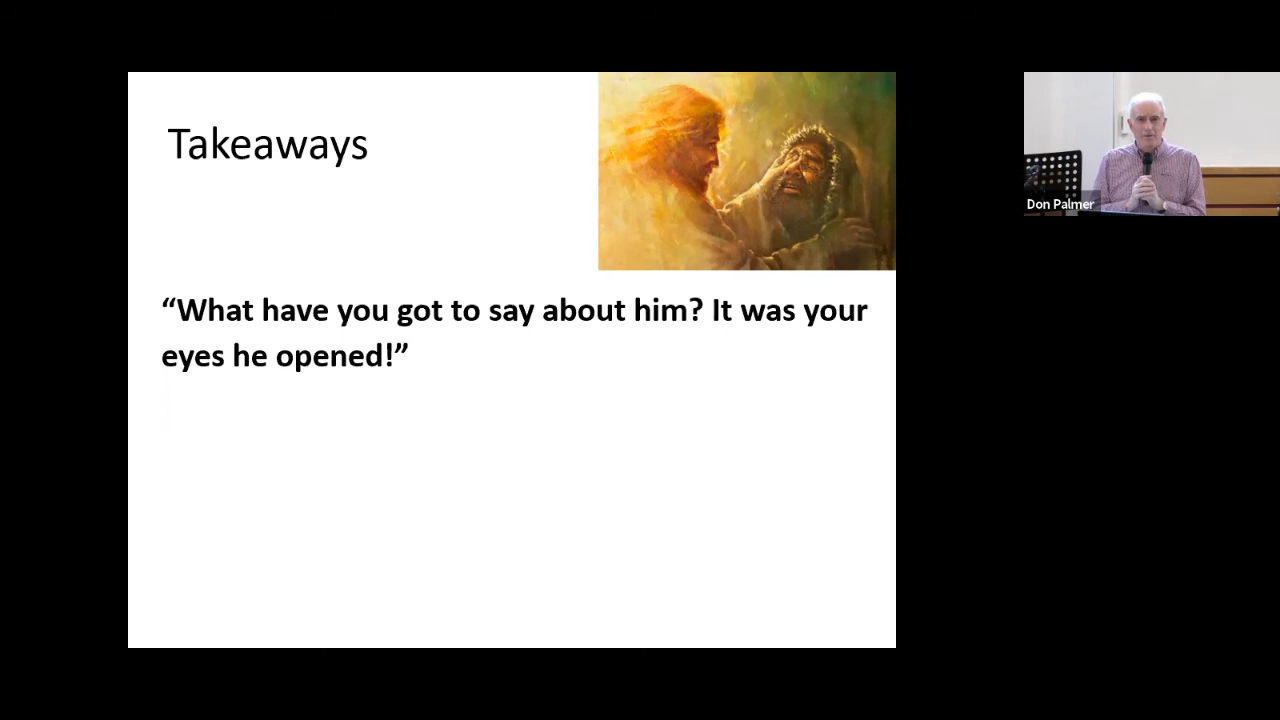 Takeaways
“What have you got to say about him? It was your
eyes he opened!”
Don Palmer